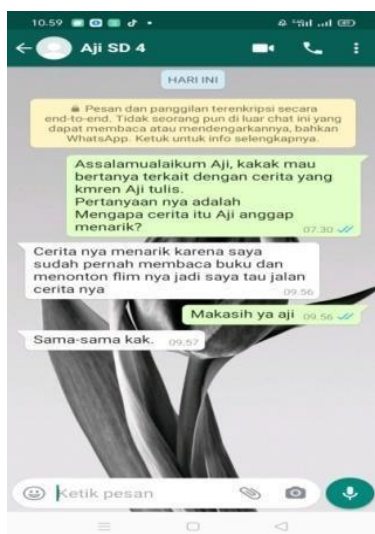 10.59
Aji SD 4
HARI INI
Pesan dan panggilan terenkripsi secara
end-to-end. Tidak seorang pun di luar chat ini yang
dapat membaca atau mendengarkannya, bahkan
WhatsApp. Ketuk untuk info selengkapnya.
Assalamualaikum Aji, kakak mau
bertanya terkait dengan cerita yang
kmren Aji tulis.
Pertanyaan nya adalah
Mengapa cerita itu Aji anggap
menarik?
07.30
Cerita nya menarik karena saya
sudah pernah membaca buku dan
menonton flim nya jadi saya tau jalan
cerita nya
09.56
Makasih ya aji 09.56
Sama-sama kak. 09.57
Ketik pesan